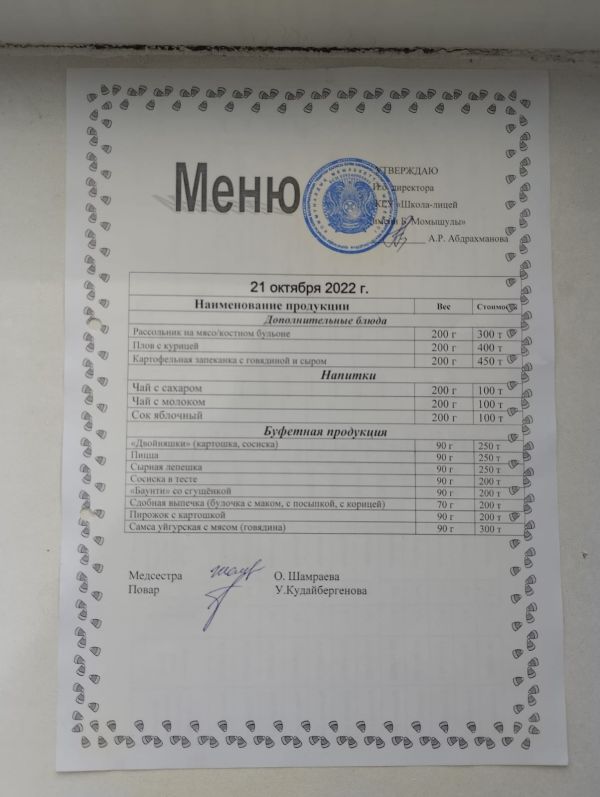 Меню
УТВЕРЖДАЮ
И.о. директора
КГУ «Школа-лицей
имени Б. Момышулы»
А.Р. Абдрахманова
21 октября 2022 г.
Наименование продукции Вес Стоимость
Дополнительные блюда
Рассольник на мясо/костном бульоне 200 г 300 т
Плов с курицей 200 г 400 т
Картофельная запеканка с говядиной и сыром 200 г 450 т
Напитки
Чай с сахаром 200 г 100 т
Чай с молоком 200 г 100 т
Сок яблочный 200 г 100 т
Буфетная продукция
«Двойняшки» (картошка, сосиска) 90 г 250 т
Пицца 90 г 250 т
Сырная лепешка 90 г 250 т
Сосиска в тесте 90 г 200 т
«Баунти» со сгущёнкой 90 г 200 т
Сдобная выпечка (булочка с маком, с посыпкой, с корицей) 70 г 200 т
Пирожок с картошкой 90 г 200 т
Самса уйгурская с мясом (говядина) 90 г 300 т
Медсестра О. Шамраева
Повар У.Кудайбергенова